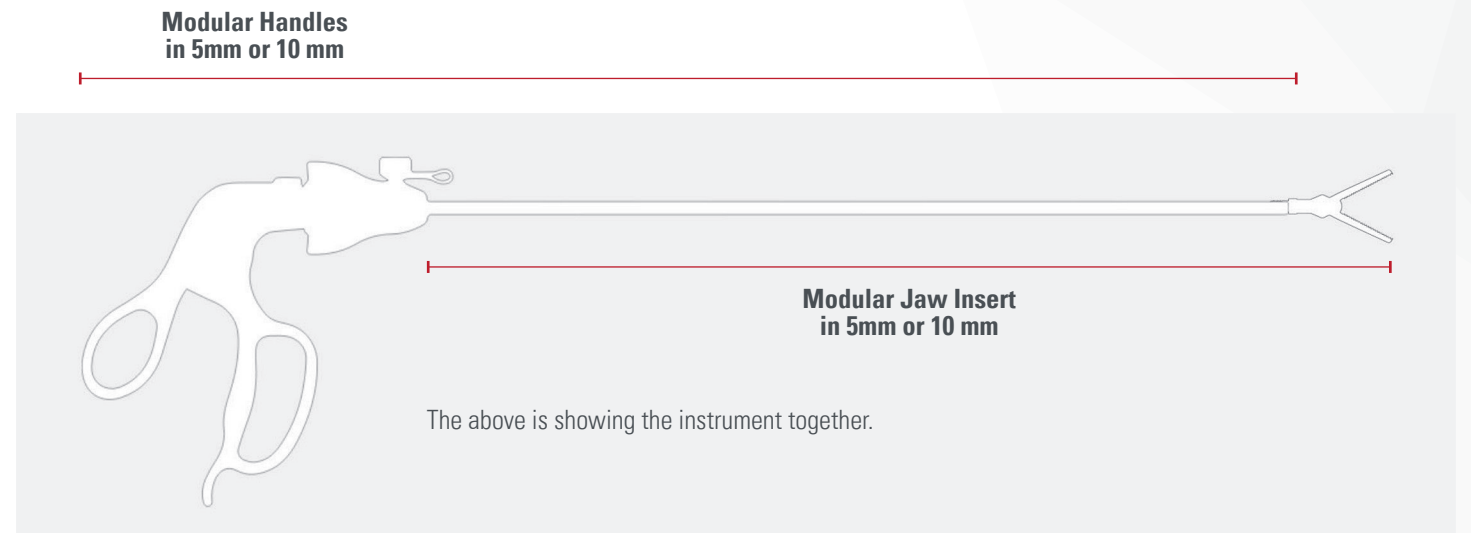 Modular Handles
in 5mm or 10 mm
Modular Jaw Insert
in 5mm or 10 mm
The above is showing the instrument together.